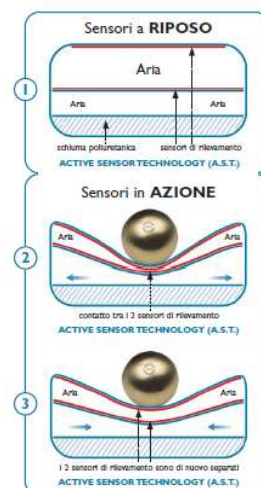 Sensori a RIPOSO
1
Aria
Aria
Aria
schiuma poliuretanica
sensori di rilevamento
ACTIVE SENSOR TECHNOLOGY (A.S.T.)
Sensori in AZIONE
2
Aria
Aria
contatto tra i 2 sensori di rilevamento
ACTIVE SENSOR TECHNOLOGY (A.S.T.)
3
Aria
Aria
i 2 sensori di rilevamento sono di nuovo separati
ACTIVE SENSOR TECHNOLOGY (A.S.T.)